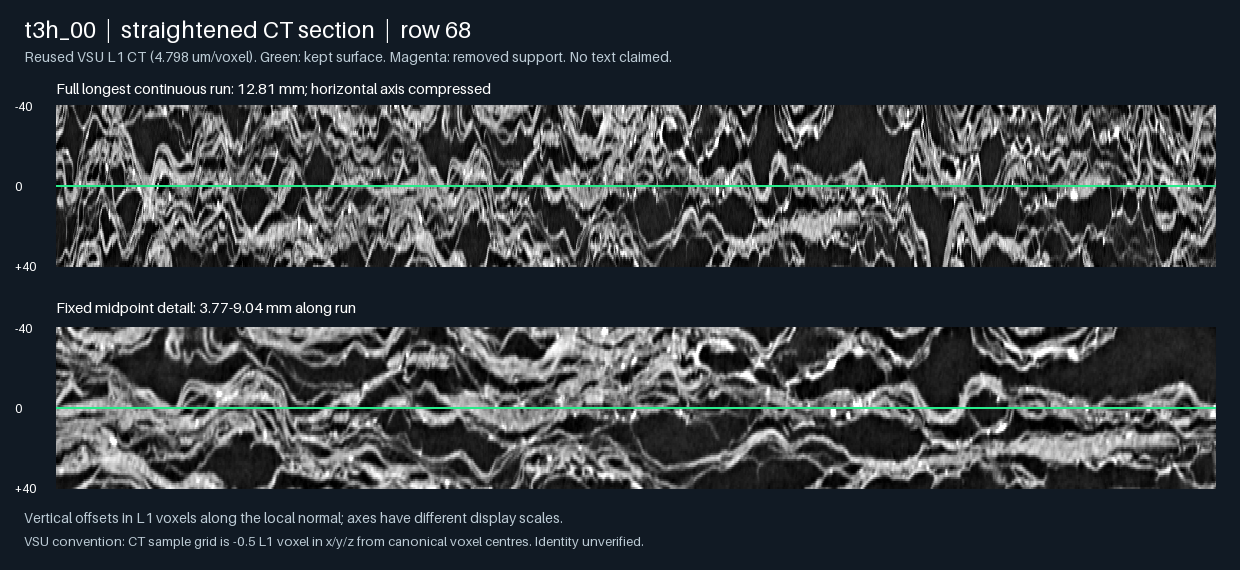 t3h_00 | straightened CT section | row 68
Reused VSU L1 CT (4.798 um/voxel). Green: kept surface. Magenta: removed support. No text claimed.
Full longest continuous run: 12.81 mm; horizontal axis compressed
-40
0
+40
Fixed midpoint detail: 3.77-9.04 mm along run
-40
0
+40
Vertical offsets in L1 voxels along the local normal; axes have different display scales.
VSU convention: CT sample grid is -0.5 L1 voxel in x/y/z from canonical voxel centres. Identity unverified.